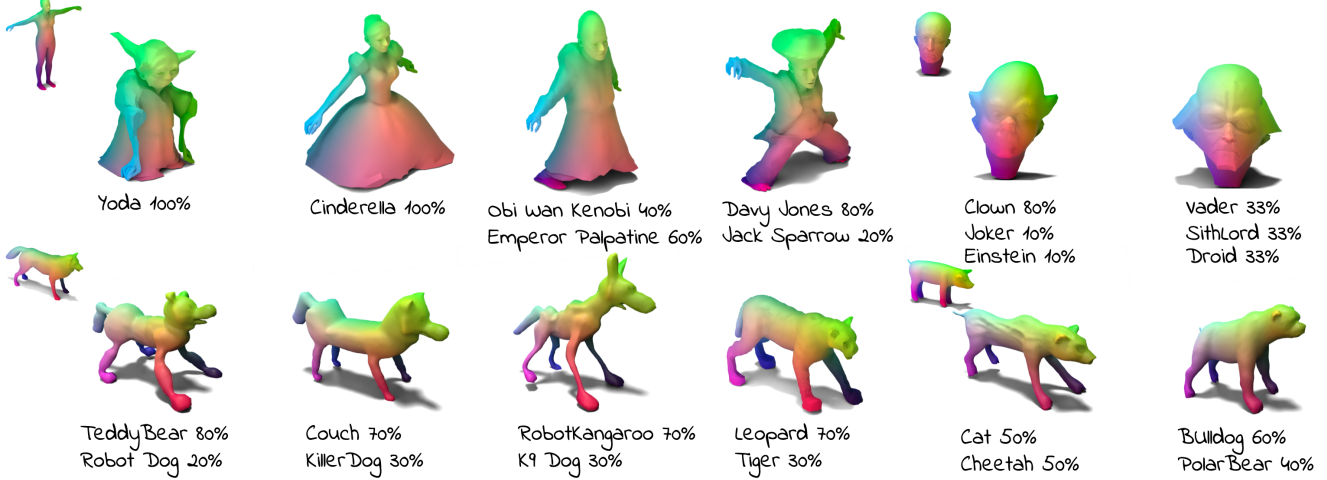 Yoda 100%
Cinderella 100%
Obi Wan Kenobi 40%
Emperor Palpatine 60%
Davy Jones 80%
Jack Sparrow 20%
Clown 80%
Joker 10%
Einstein 10%
Vader 33%
SithLord 33%
Droid 33%
TeddyBear 80%
Robot Dog 20%
Couch 70%
KillerDog 30%
RobotKangaroo 70%
K9 Dog 30%
Leopard 70%
Tiger 30%
Cat 50%
Cheetah 50%
Bulldog 60%
PolarBear 40%